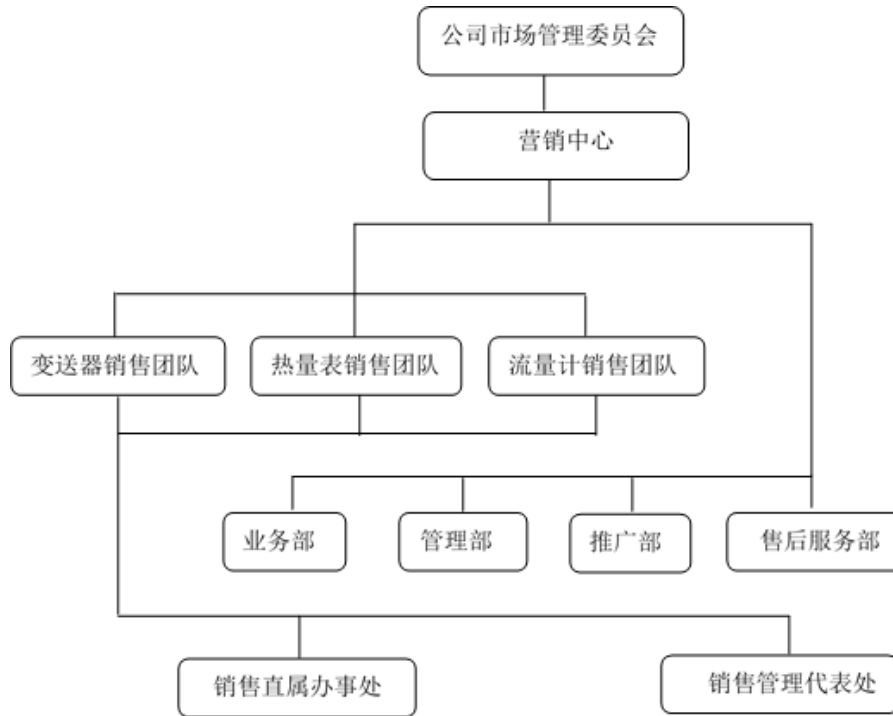 公司市场管理委员会
营销中心
变送器销售团队
热量表销售团队
流量计销售团队
业务部
管理部
推广部
售后服务部
销售直属办事处
销售管理代表处